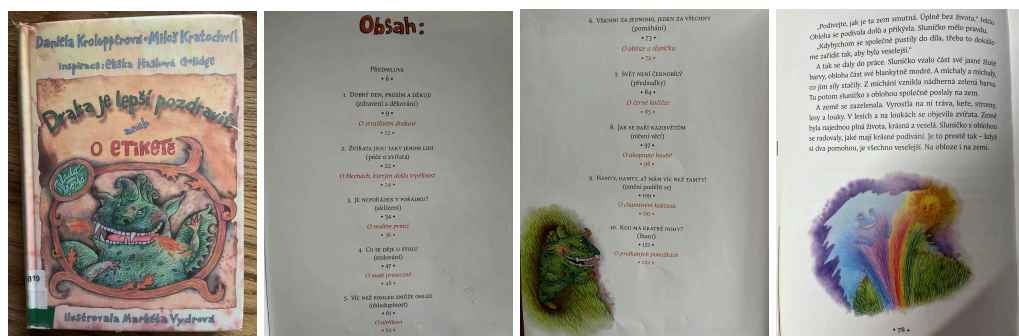 Daniela Krolupperová - Miloš Kratochvíl
Inspirace: Eliška Hašková Coolidge
Draka je lepší pozdravit
aneb
O etiketě
819
Ilustrovala Markéta Vydrová
Obsah:
Předmluva
• 6 •
1. Dobrý den, prosím a děkuji
(zdravení a děkování)
• 9 •
O strašlivém drakovi
• 12 •
2. Zvířata jsou taky jenom lidi
(péče o zvířata)
• 22 •
O blechách, kterým došla trpělivost
• 24 •
3. Je nepořádek v pořádku?
(uklízení)
• 34 •
O malém princi
• 36 •
4. Co se děje u stolu
(stolování)
• 47 •
O malé princezně
• 48 •
5. Víc než pohled zmůže ohled
(ohleduplnost)
• 61 •
O obříkovi
• 62 •
6. Všichni za jednoho, jeden za všechny
(pomáhání)
• 73 •
O obloze a sluníčku
• 74 •
7. Svět není černobílý
(předsudky)
• 84 •
O černé kočičce
• 85 •
8. Jak se daří kazisvětům
(ničení věcí)
• 97 •
O ukopnuté houbě
• 98 •
9. Hamty, hamty, ať mám víc než tamty!
(umění podělit se)
• 109 •
O chamtivém kaktusu
• 110 •
10. Kdo má krátké nohy?
(lhaní)
• 121 •
O prolhaných ponožkách
• 122 •
„Podívejte, jak je ta zem smutná. Úplně bez života,“ řeklo.
Obloha se podívala dolů a přikývla. Sluníčko mělo pravdu.
„Kdybychom se společně pustily do díla, třeba to dokáže-
me zařídit tak, aby byla veselejší.“
A tak se daly do práce. Sluníčko vzalo část své jasné žluté
barvy, obloha část své blankytně modré. A míchaly a míchaly,
co jim síly stačily. Z míchání vznikla nádherná zelená barva.
Tu potom sluníčko s oblohou společně poslaly na zem.
A země se zazelenala. Vyrostla na ní tráva, keře, stromy,
lesy a louky. V lesích a na loukách se objevila zvířata. Země
byla najednou plná života, krásná a veselá. Sluníčko s oblohou
se radovaly, jaké mají krásné podívání. Je to prostě tak – když
si dva pomohou, je všechno veselejší. Na obloze i na zemi.
• 78 •